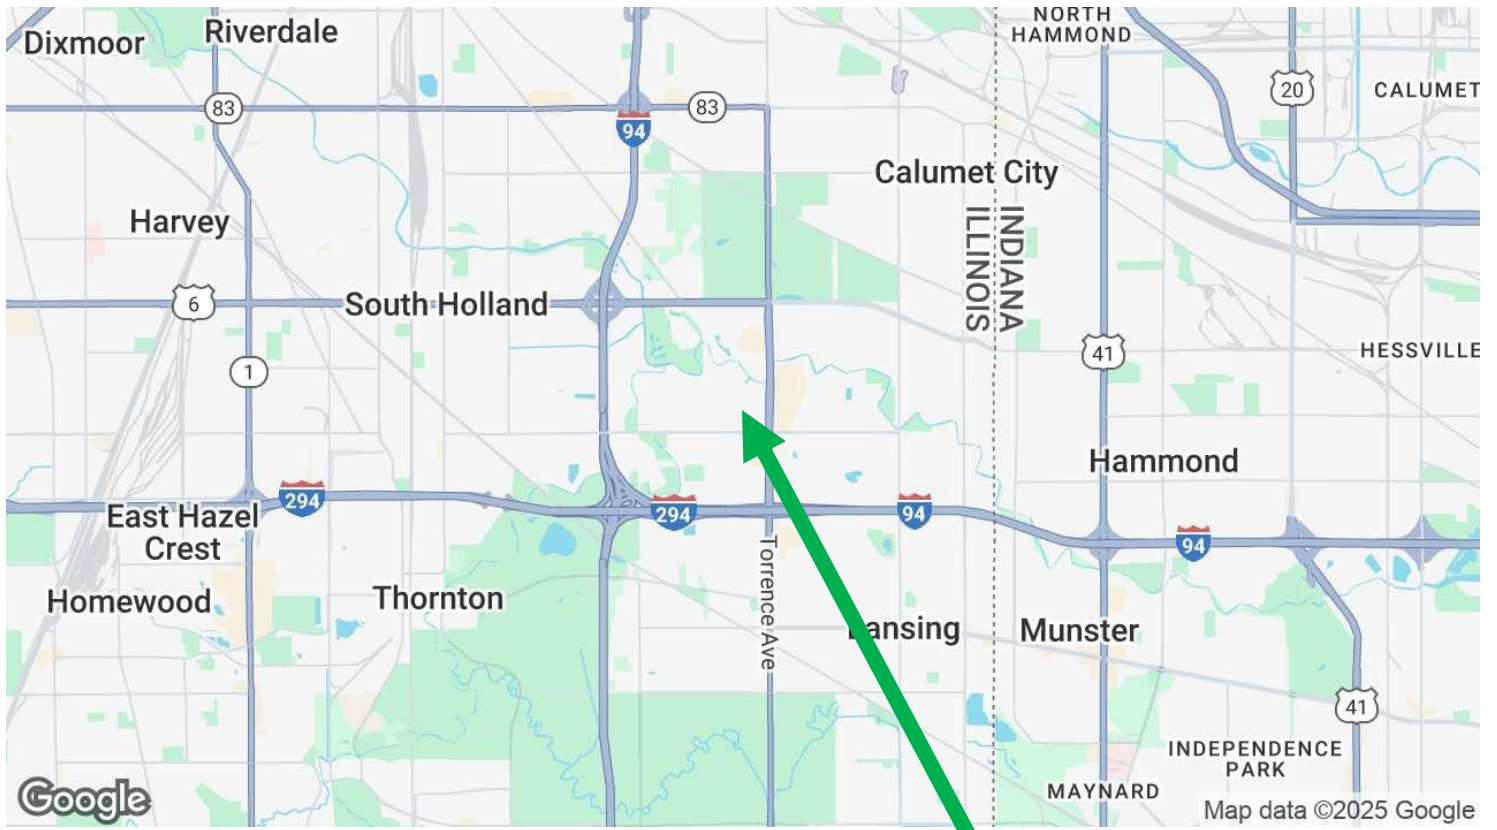 NORTH
HAMMOND
Riverdale
Dixmoor
20
CALUMET
83
83
94
Calumet City
Harvey
INDIANA
ILLINOIS
6
South Holland
41
HESSVILLE
1
Hammond
294
294
94
East Hazel
Crest
94
Torrence Ave
Homewood
Thornton
Lansing
Munster
41
INDEPENDENCE
PARK
MAYNARD
Google
Map data ©2025 Google